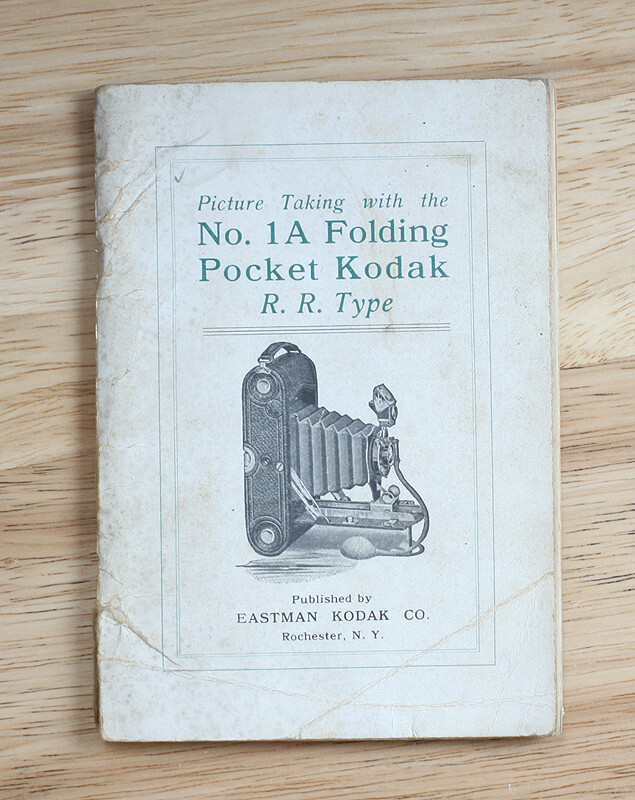 Picture Taking with the
No. 1A Folding
Pocket Kodak
R. R. Type
Published by
EASTMAN KODAK CO.
Rochester, N. Y.